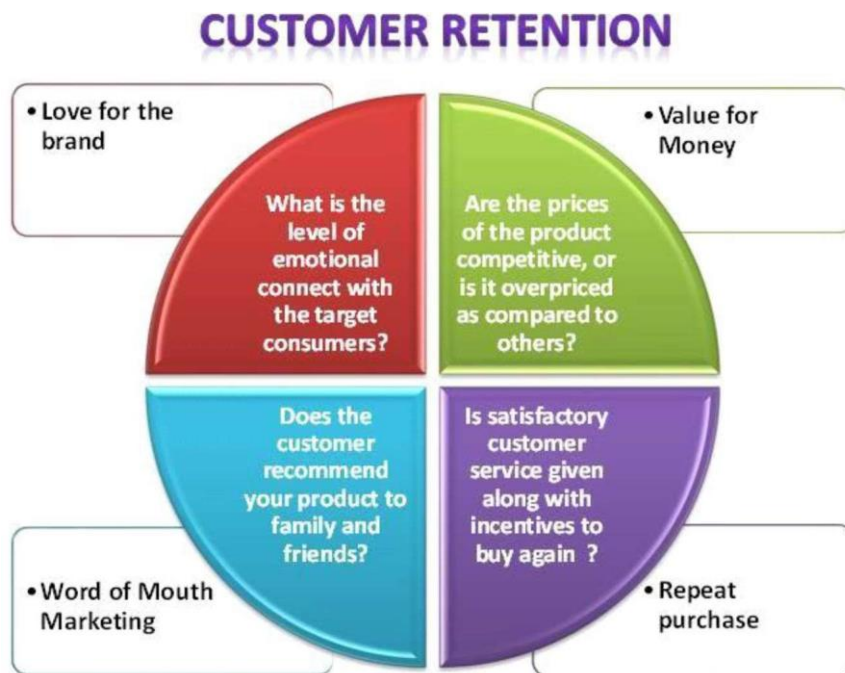 CUSTOMER RETENTION
• Love for the
brand
• Value for
Money
What is the
level of
emotional
connect with
the target
consumers?
Are the prices
of the product
competitive, or
is it overpriced
as compared to
others?
Does the
customer
recommend
your product to
family and
friends?
Is satisfactory
customer
service given
along with
incentives to
buy again ?
• Word of Mouth
Marketing
• Repeat
purchase